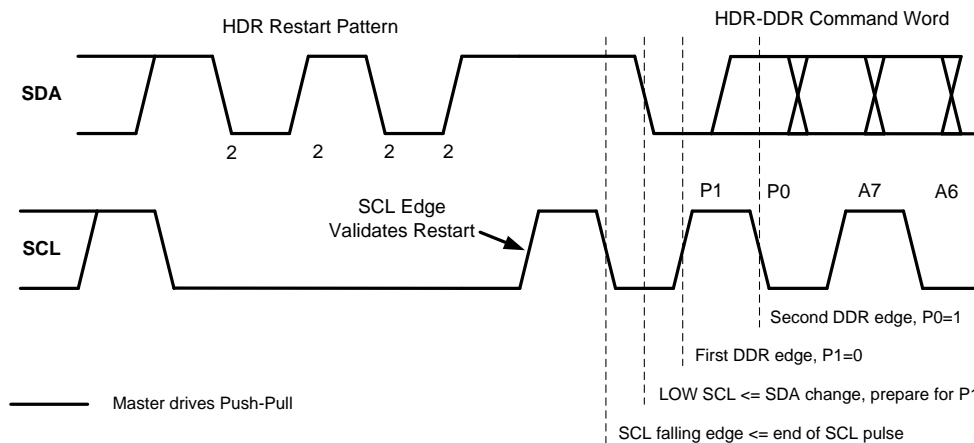 HDR Restart Pattern
HDR-DDR Command Word
SDA
2 2 2 2
P1 P0 A7 A6
SCL Edge
Validates Restart
SCL
Second DDR edge, P0=1
First DDR edge, P1=0
LOW SCL <= SDA change, prepare for P1
Master drives Push-Pull
SCL falling edge <= end of SCL pulse